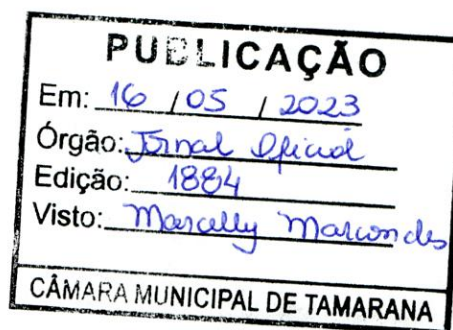 PUBLICAÇÃO
Em: 16 / 05 / 2023
Órgão: Jornal Oficial
Edição: 1884
Visto: Marcelly Marcondes
CÂMARA MUNICIPAL DE TAMARANA